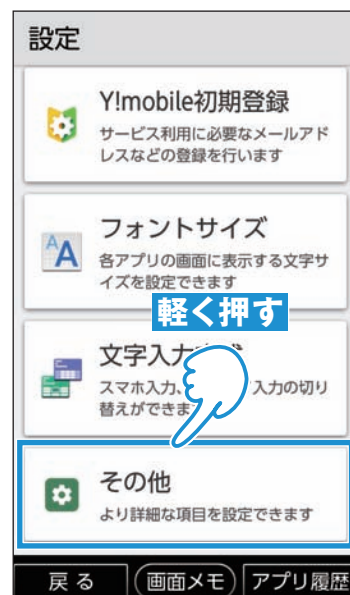 設定
Y!mobile初期登録
サービス利用に必要なメールアド
レスなどの登録を行います
フォントサイズ
各アプリの画面に表示する文字サ
イズを設定できます
軽く押す
文字入力
スマホ入力、 入力の切り
替えができま
その他
より詳細な項目を設定できます
戻る 画面メモ アプリ履歴